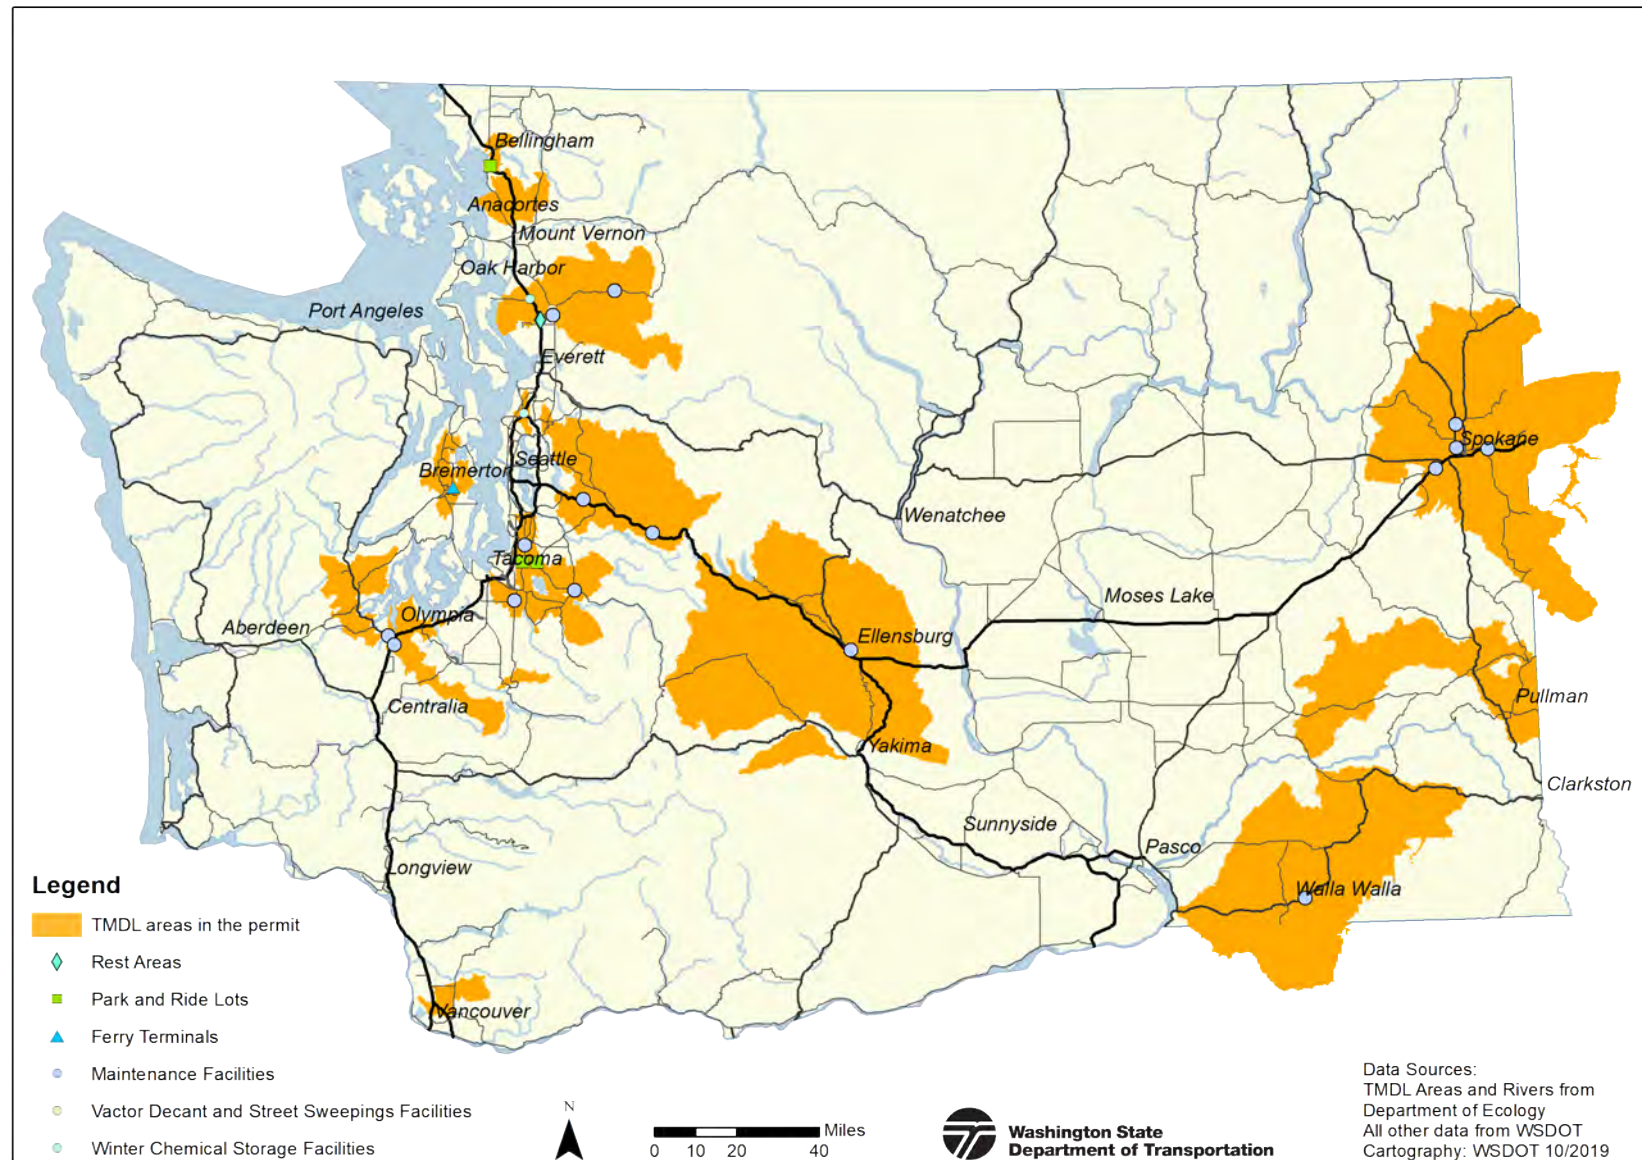 Bellingham
Anacortes
Mount Vernon
Oak Harbor
Port Angeles
Everett
Spokane
Seattle
Bremerton
Wenatchee
Tacoma
Moses Lake
Olympia
Aberdeen
Ellensburg
Pullman
Centralia
Yakima
Clarkston
Sunnyside
Pasco
Longview
Walla Walla
Vancouver
Legend
TMDL areas in the permit
Rest Areas
Park and Ride Lots
Ferry Terminals
Maintenance Facilities
Vactor Decant and Street Sweepings Facilities
Winter Chemical Storage Facilities
N
Miles
0 10 20 40
Washington State
Department of Transportation
Data Sources:
TMDL Areas and Rivers from
Department of Ecology
All other data from WSDOT
Cartography: WSDOT 10/2019